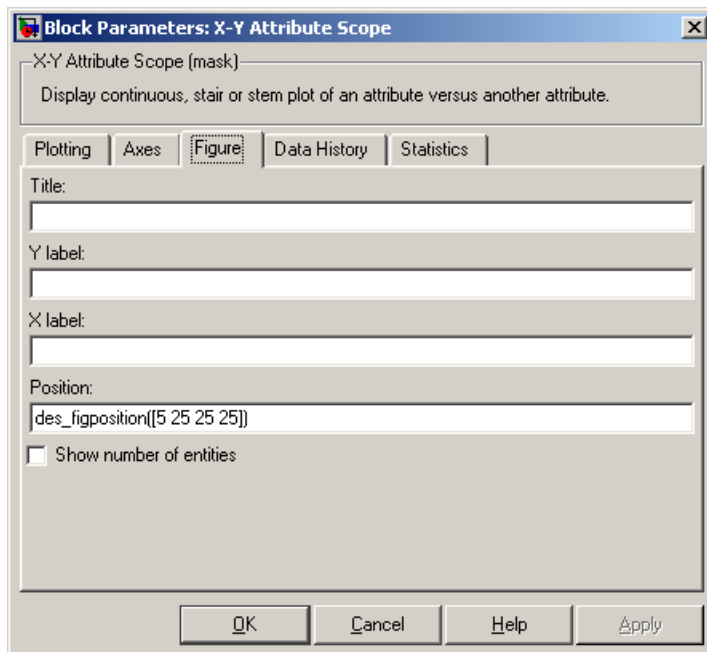 Block Parameters: X-Y Attribute Scope
X-Y Attribute Scope (mask)
Display continuous, stair or stem plot of an attribute versus another attribute.
Plotting Axes Figure Data History Statistics
Title:
Y label:
X label:
Position:
des_figposition([5 25 25 25])
Show number of entities
OK Cancel Help Apply